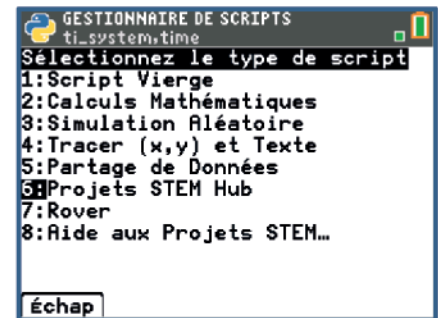 GESTIONNAIRE DE SCRIPTS
ti_system,time
Sélectionnez le type de script
1:Script Vierge
2:Calculs Mathématiques
3:Simulation Aléatoire
4:Tracer (x,y) et Texte
5:Partage de Données
6:Projets STEM Hub
7:Rover
8:Aide aux Projets STEM…
Échap